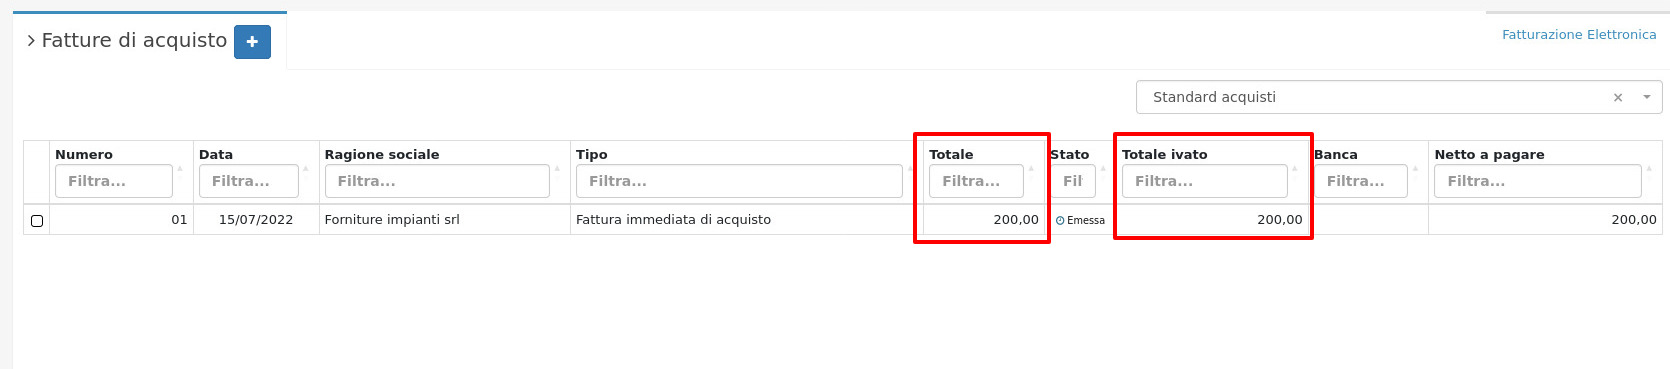 Fatture di acquisto
Fatturazione Elettronica
Standard acquisti ×
Numero Data Ragione sociale Tipo Totale Stato Totale ivato Banca Netto a pagare
Filtra... Filtra... Filtra... Filtra... Filtra... Fil Filtra... Filtra... Filtra...
01 15/07/2022 Forniture impianti srl Fattura immediata di acquisto 200,00 Emessa 200,00 200,00